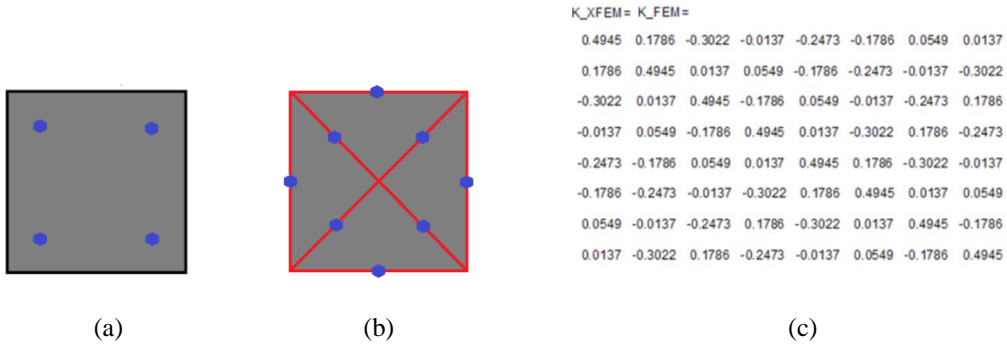 K_XFEM= K_FEM=
0.4945 0.1786 -0.3022 -0.0137 -0.2473 -0.1786 0.0549 0.0137
0.1786 0.4945 0.0137 0.0549 -0.1786 -0.2473 -0.0137 -0.3022
-0.3022 0.0137 0.4945 -0.1786 0.0549 -0.0137 -0.2473 0.1786
-0.0137 0.0549 -0.1786 0.4945 0.0137 -0.3022 0.1786 -0.2473
-0.2473 -0.1786 0.0549 0.0137 0.4945 0.1786 -0.3022 -0.0137
-0.1786 -0.2473 -0.0137 -0.3022 0.1786 0.4945 0.0137 0.0549
0.0549 -0.0137 -0.2473 0.1786 -0.3022 0.0137 0.4945 -0.1786
0.0137 -0.3022 0.1786 -0.2473 -0.0137 0.0549 -0.1786 0.4945
(a) (b) (c)